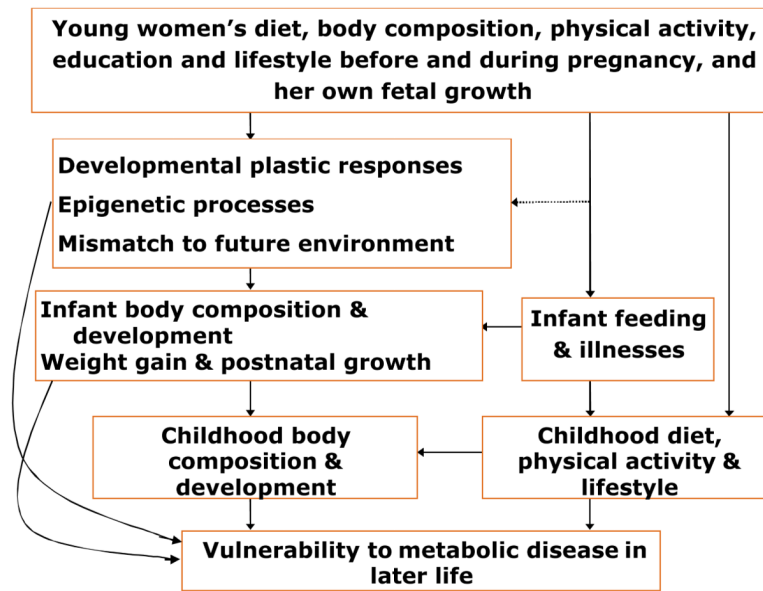 Young women’s diet, body composition, physical activity,
education and lifestyle before and during pregnancy, and
her own fetal growth
Developmental plastic responses
Epigenetic processes
Mismatch to future environment
Infant body composition &
development
Weight gain & postnatal growth
Infant feeding
& illnesses
Childhood body
composition &
development
Childhood diet,
physical activity &
lifestyle
Vulnerability to metabolic disease in
later life